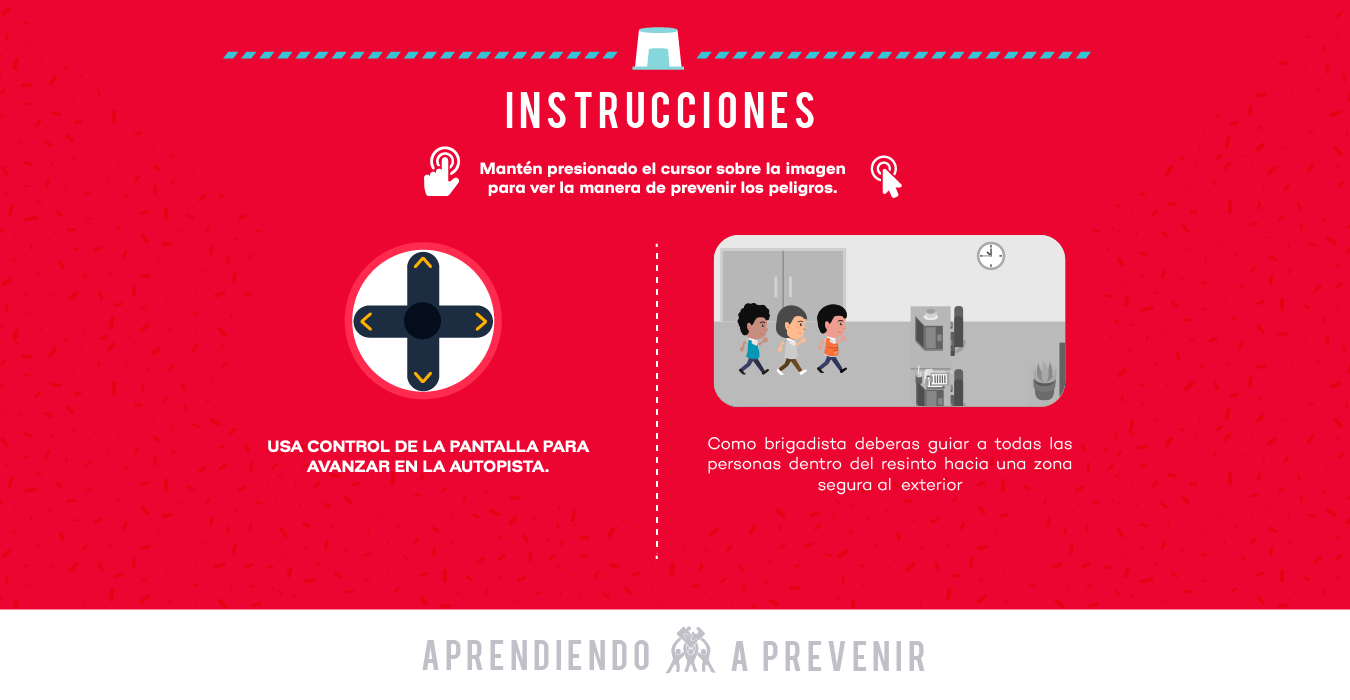 INSTRUCCIONES
Mantén presionado el cursor sobre la imagen
para ver la manera de prevenir los peligros.
USA CONTROL DE LA PANTALLA PARA
AVANZAR EN LA AUTOPISTA.
Como brigadista deberas guiar a todas las
personas dentro del resinto hacia una zona
segura al exterior
APRENDIENDO A PREVENIR